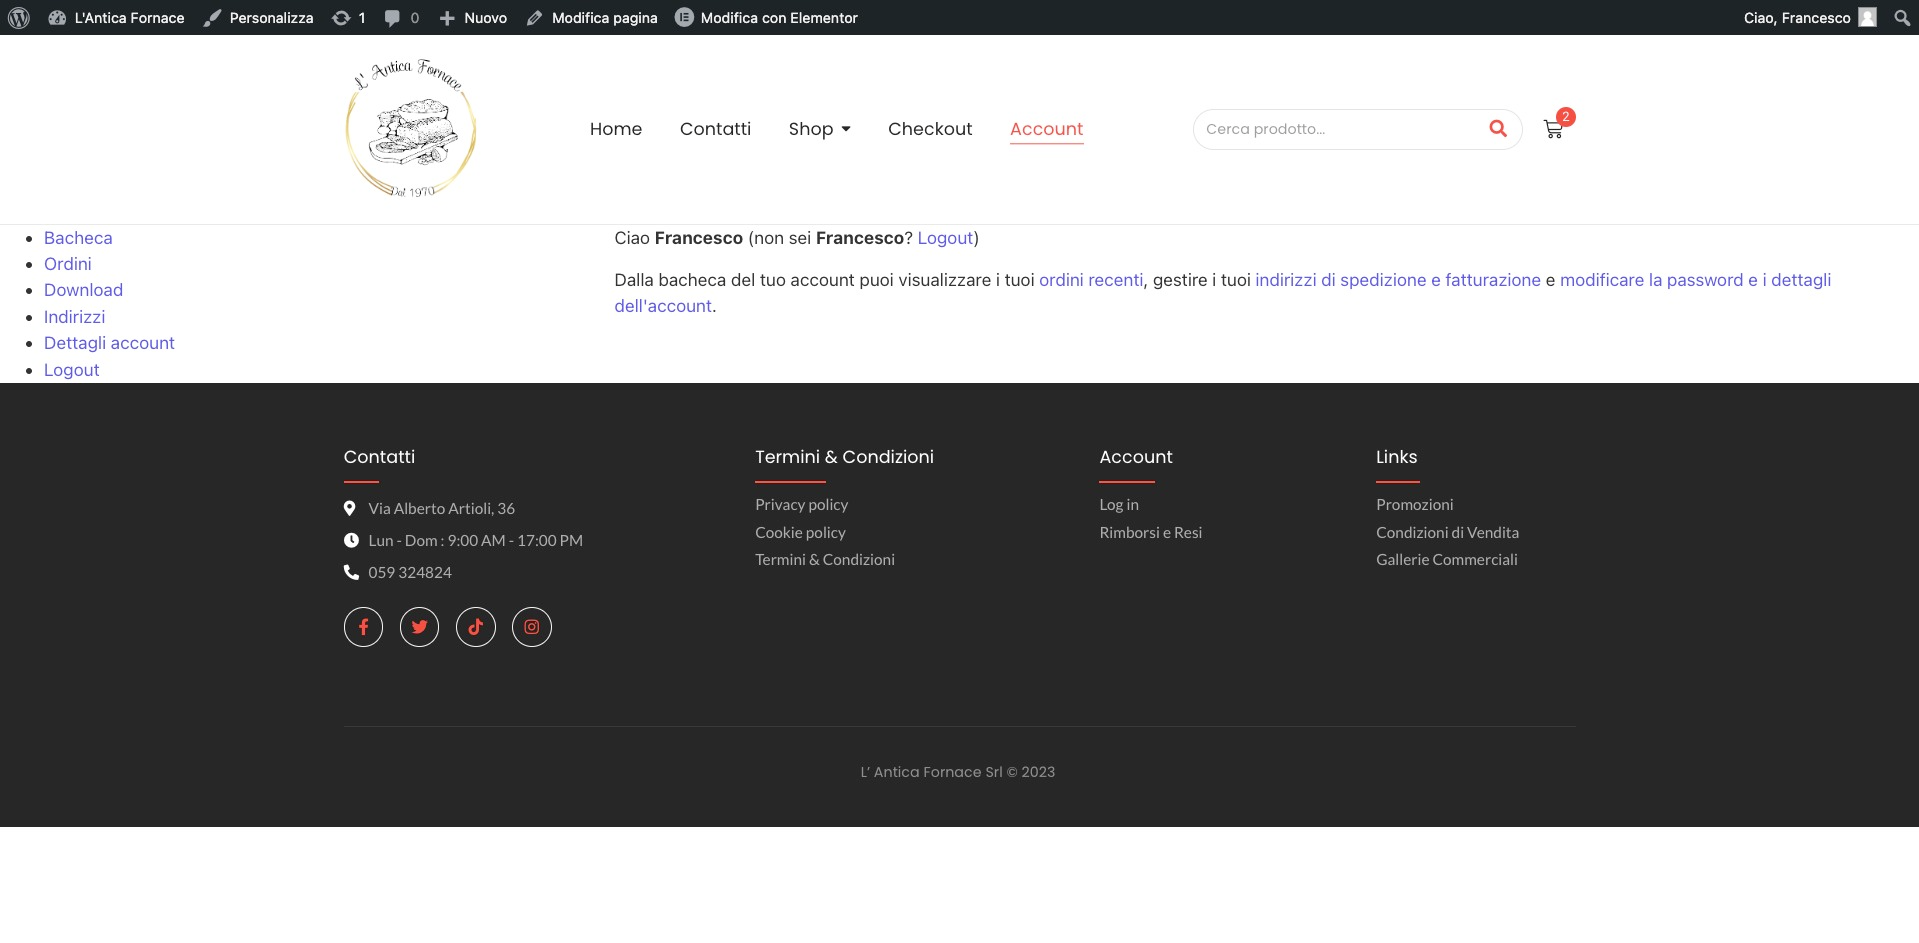 L'Antica Fornace Personalizza 1 0 Nuovo Modifica pagina Modifica con Elementor Ciao, Francesco
L' Antica Fornace
Dal 1970
Home Contatti Shop Checkout Account Cerca prodotto... 2
Bacheca
Ordini
Download
Indirizzi
Dettagli account
Logout
Ciao Francesco (non sei Francesco? Logout)
Dalla bacheca del tuo account puoi visualizzare i tuoi ordini recenti, gestire i tuoi indirizzi di spedizione e fatturazione e modificare la password e i dettagli
dell'account.
Contatti
Via Alberto Artioli, 36
Lun - Dom : 9:00 AM - 17:00 PM
059 324824
Termini & Condizioni
Privacy policy
Cookie policy
Termini & Condizioni
Account
Log in
Rimborsi e Resi
Links
Promozioni
Condizioni di Vendita
Gallerie Commerciali
L' Antica Fornace Srl © 2023